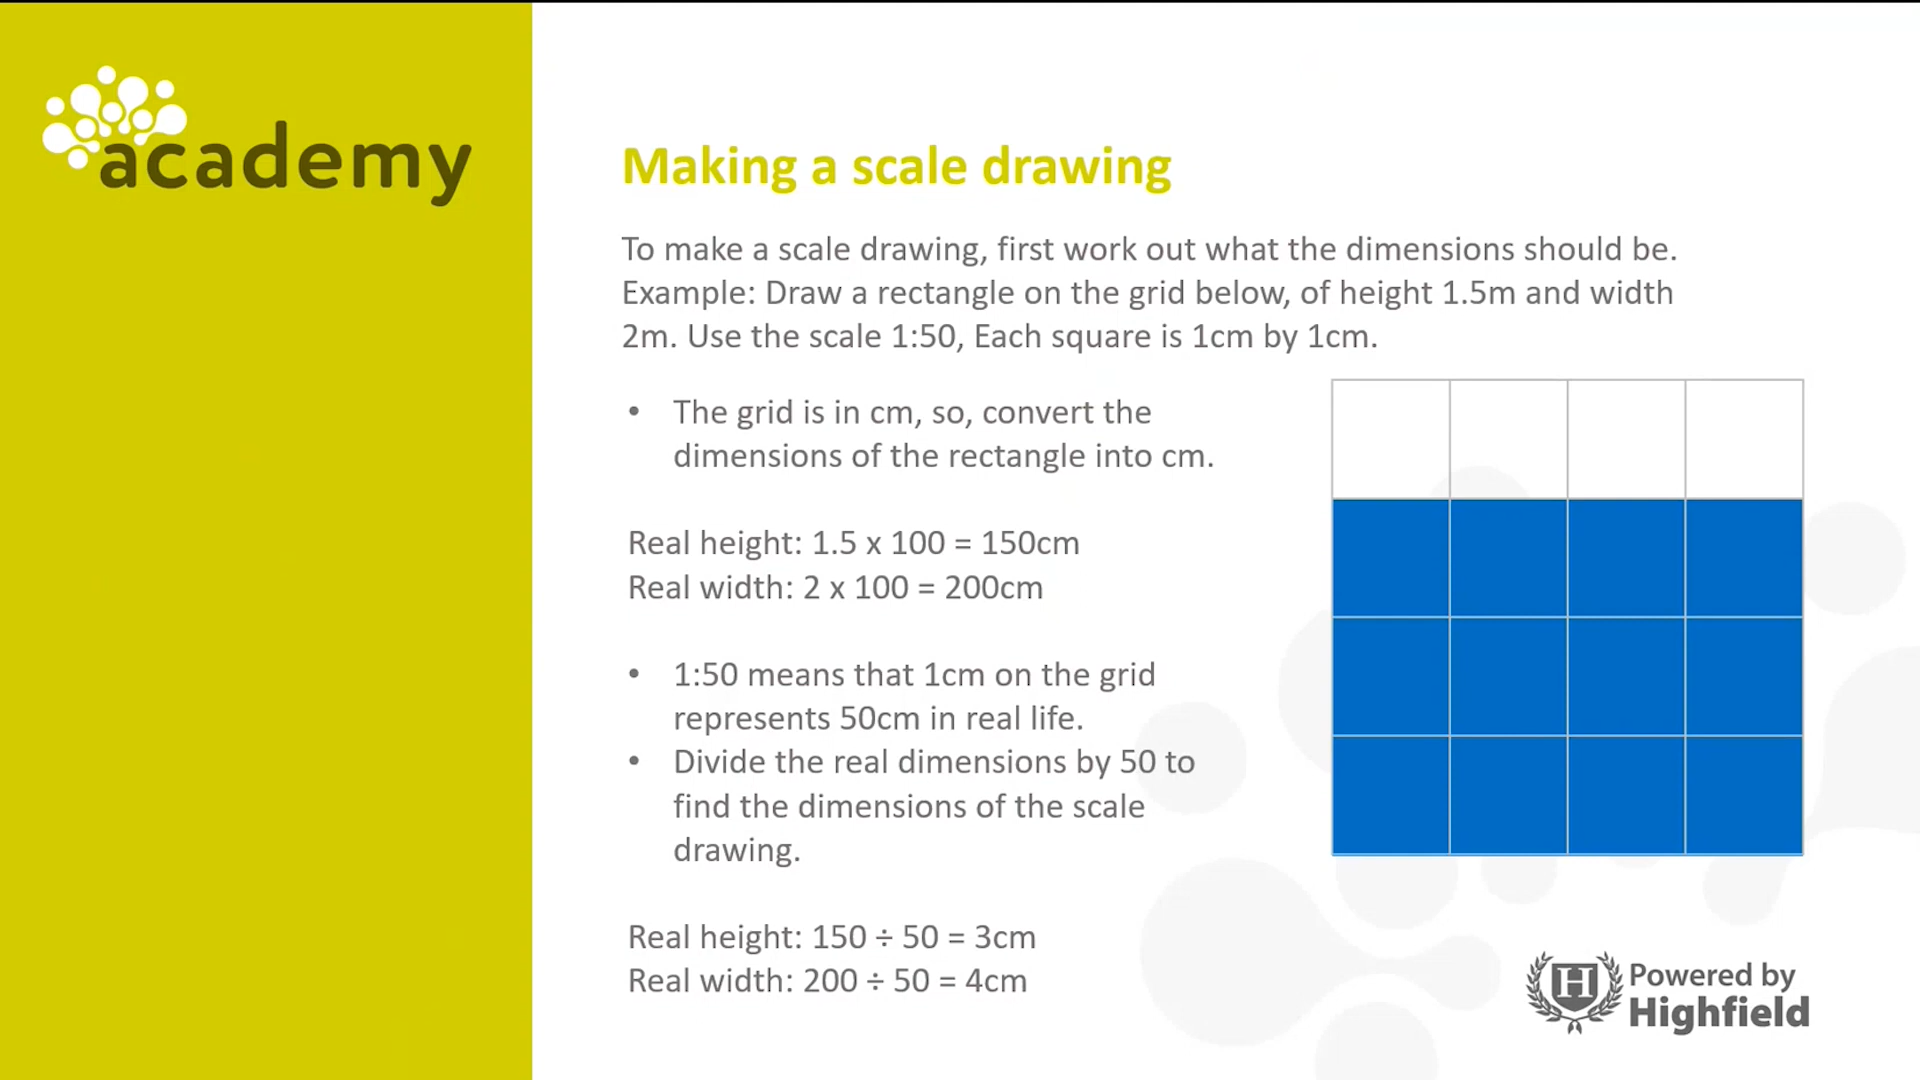 academy
Making a scale drawing
To make a scale drawing, first work out what the dimensions should be.
Example: Draw a rectangle on the grid below, of height 1.5m and width
2m. Use the scale 1:50, Each square is 1cm by 1cm.
• The grid is in cm, so, convert the
dimensions of the rectangle into cm.
Real height: 1.5 x 100 = 150cm
Real width: 2 x 100 = 200cm
• 1:50 means that 1cm on the grid
represents 50cm in real life.
• Divide the real dimensions by 50 to
find the dimensions of the scale
drawing.
Real height: 150 ÷ 50 = 3cm
Real width: 200 ÷ 50 = 4cm
H
Powered by
Highfield